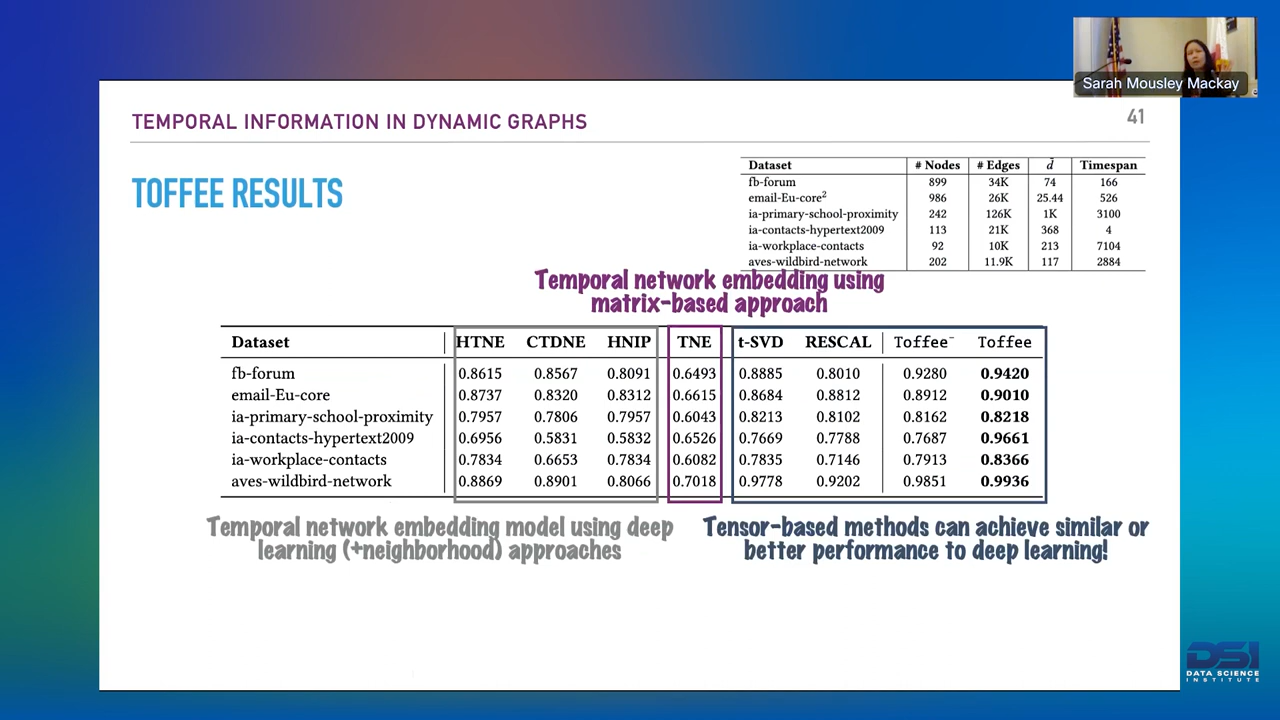 Sarah Mousley Mackay
TEMPORAL INFORMATION IN DYNAMIC GRAPHS
41
TOFFEE RESULTS
Dataset # Nodes # Edges d̄ Timespan
fb-forum 899 34K 74 166
email-Eu-core² 986 26K 25.44 526
ia-primary-school-proximity 242 126K 1K 3100
ia-contacts-hypertext2009 113 21K 368 4
ia-workplace-contacts 92 10K 213 7104
aves-wildbird-network 202 11.9K 117 2884
Temporal network embedding using
matrix-based approach
Dataset HTNE CTDNE HNIP TNE t-SVD RESCAL Toffee⁻ Toffee
fb-forum 0.8615 0.8567 0.8091 0.6493 0.8885 0.8010 0.9280 0.9420
email-Eu-core 0.8737 0.8320 0.8312 0.6615 0.8684 0.8812 0.8912 0.9010
ia-primary-school-proximity 0.7957 0.7806 0.7957 0.6043 0.8213 0.8102 0.8162 0.8218
ia-contacts-hypertext2009 0.6956 0.5831 0.5832 0.6526 0.7669 0.7788 0.7687 0.9661
ia-workplace-contacts 0.7834 0.6653 0.7834 0.6082 0.7835 0.7146 0.7913 0.8366
aves-wildbird-network 0.8869 0.8901 0.8066 0.7018 0.9778 0.9202 0.9851 0.9936
Temporal network embedding model using deep
learning (+neighborhood) approaches
Tensor-based methods can achieve similar or
better performance to deep learning!
DSI
DATA SCIENCE
INSTITUTE